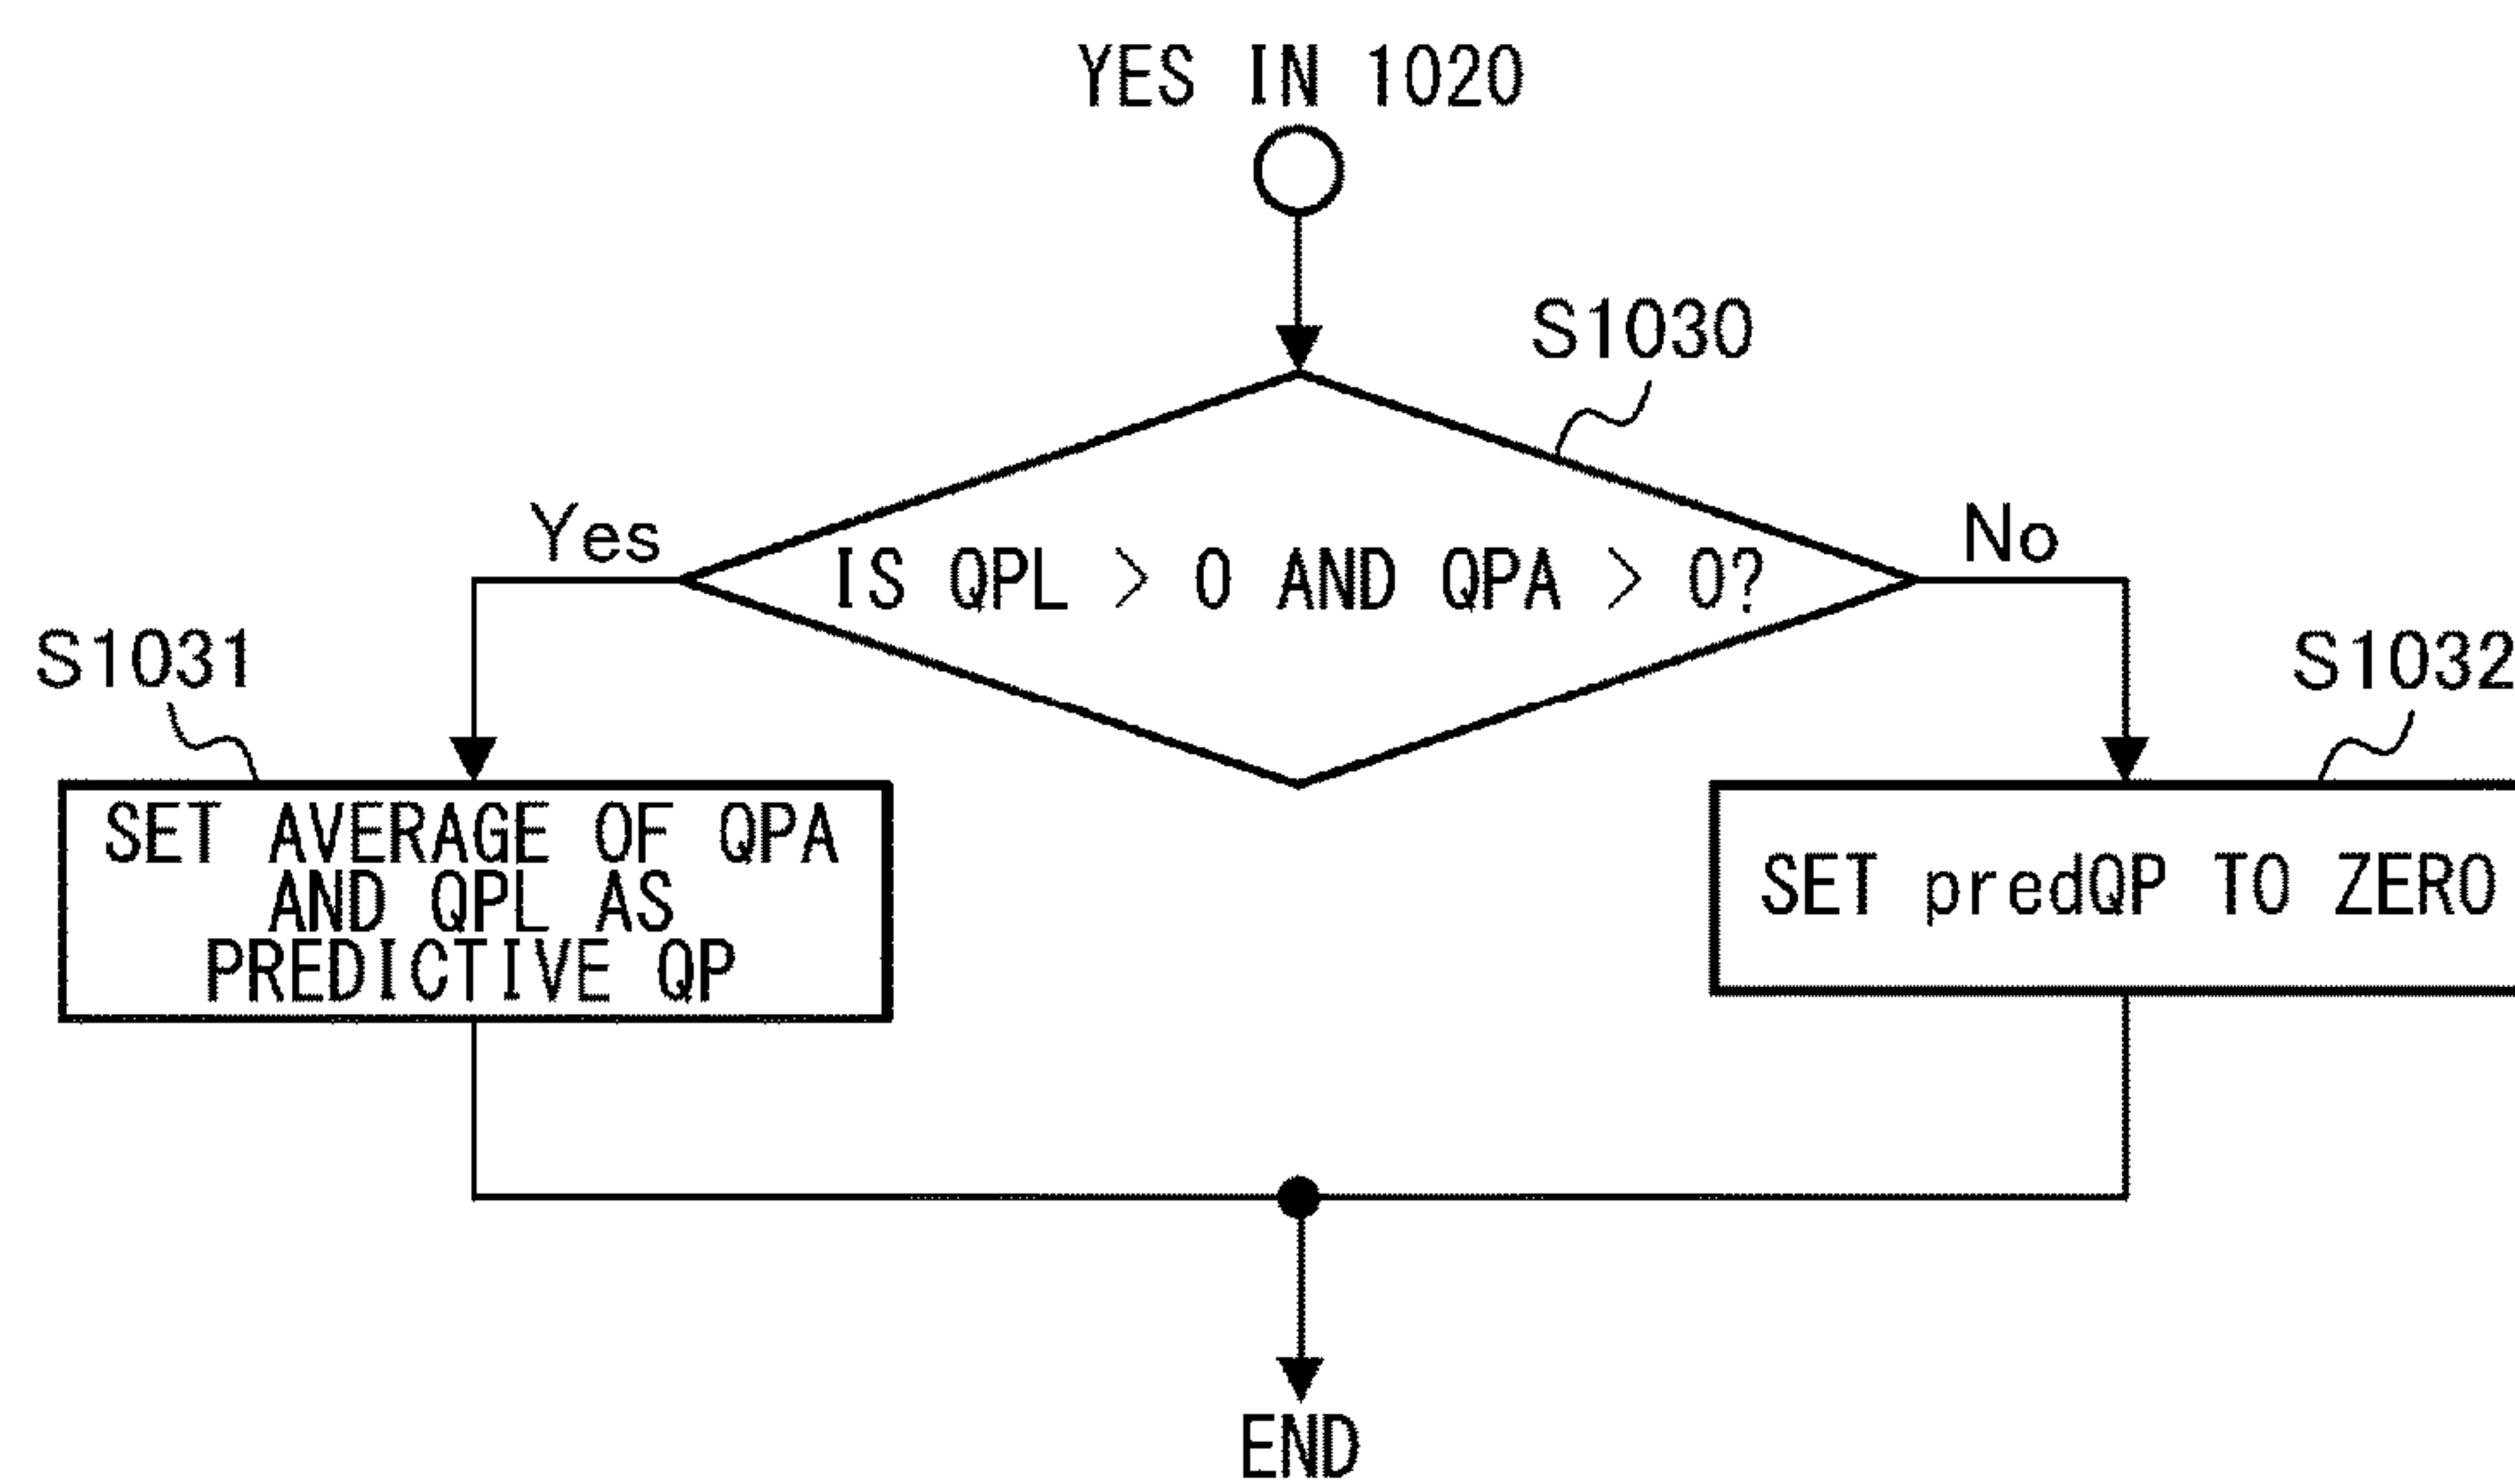 YES IN 1020
S1030
Yes
IS QPL > 0 AND QPA > 0?
No
S1031
S1032
SET AVERAGE OF QPA
AND QPL AS
PREDICTIVE QP
SET predQP TO ZERO
END